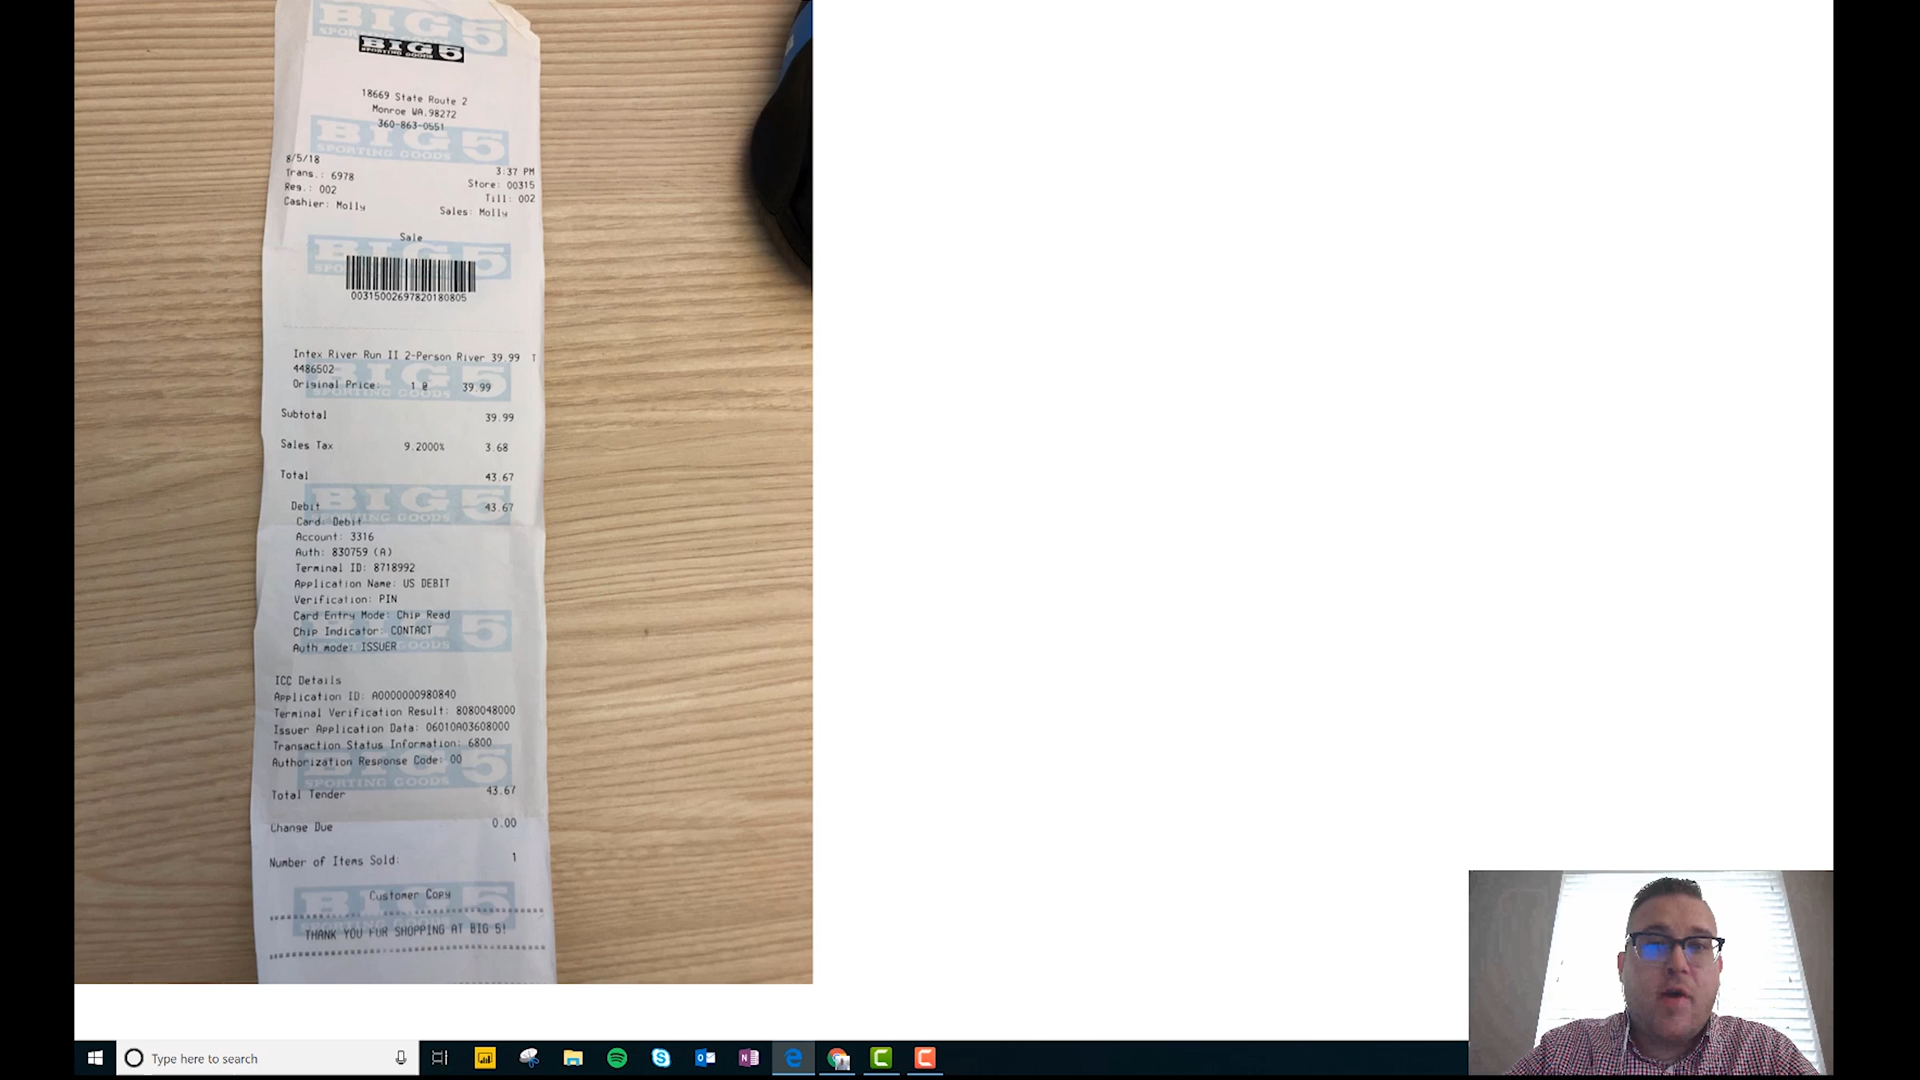 BIG 5
SPORTING GOODS
18669 State Route 2
Monroe WA.98272
360-863-0551
8/5/18 3:37 PM
Trans.: 6978 Store: 00315
Reg.: 002 Till: 002
Cashier: Molly Sales: Molly
Sale
00315002697820180805
Intex River Run II 2-Person River 39.99 T
4486502
Original Price: 1 @ 39.99
Subtotal 39.99
Sales Tax 9.2000% 3.68
Total 43.67
Debit 43.67
Card: Debit
Account: 3316
Auth: 830759 (A)
Terminal ID: 8718992
Application Name: US DEBIT
Verification: PIN
Card Entry Mode: Chip Read
Chip Indicator: CONTACT
Auth mode: ISSUER
ICC Details
Application ID: A0000000980840
Terminal Verification Result: 8080048000
Issuer Application Data: 06010A03608000
Transaction Status Information: 6800
Authorization Response Code: 00
Total Tender 43.67
Change Due 0.00
Number of Items Sold: 1
Customer Copy
THANK YOU FOR SHOPPING AT BIG 5!
Type here to search